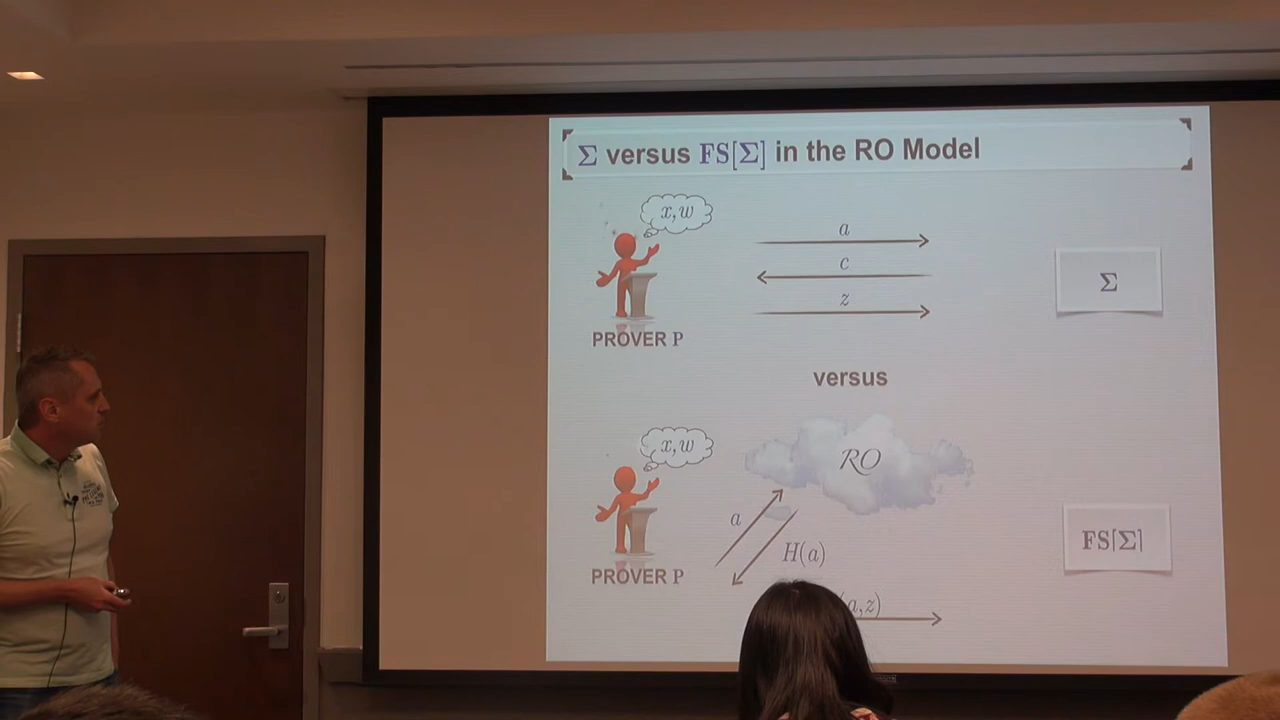 Σ versus FS[Σ] in the RO Model
x, w
a
c
z
PROVER P
Σ
versus
x, w
RO
a
H(a)
PROVER P
FS[Σ]
a,z)